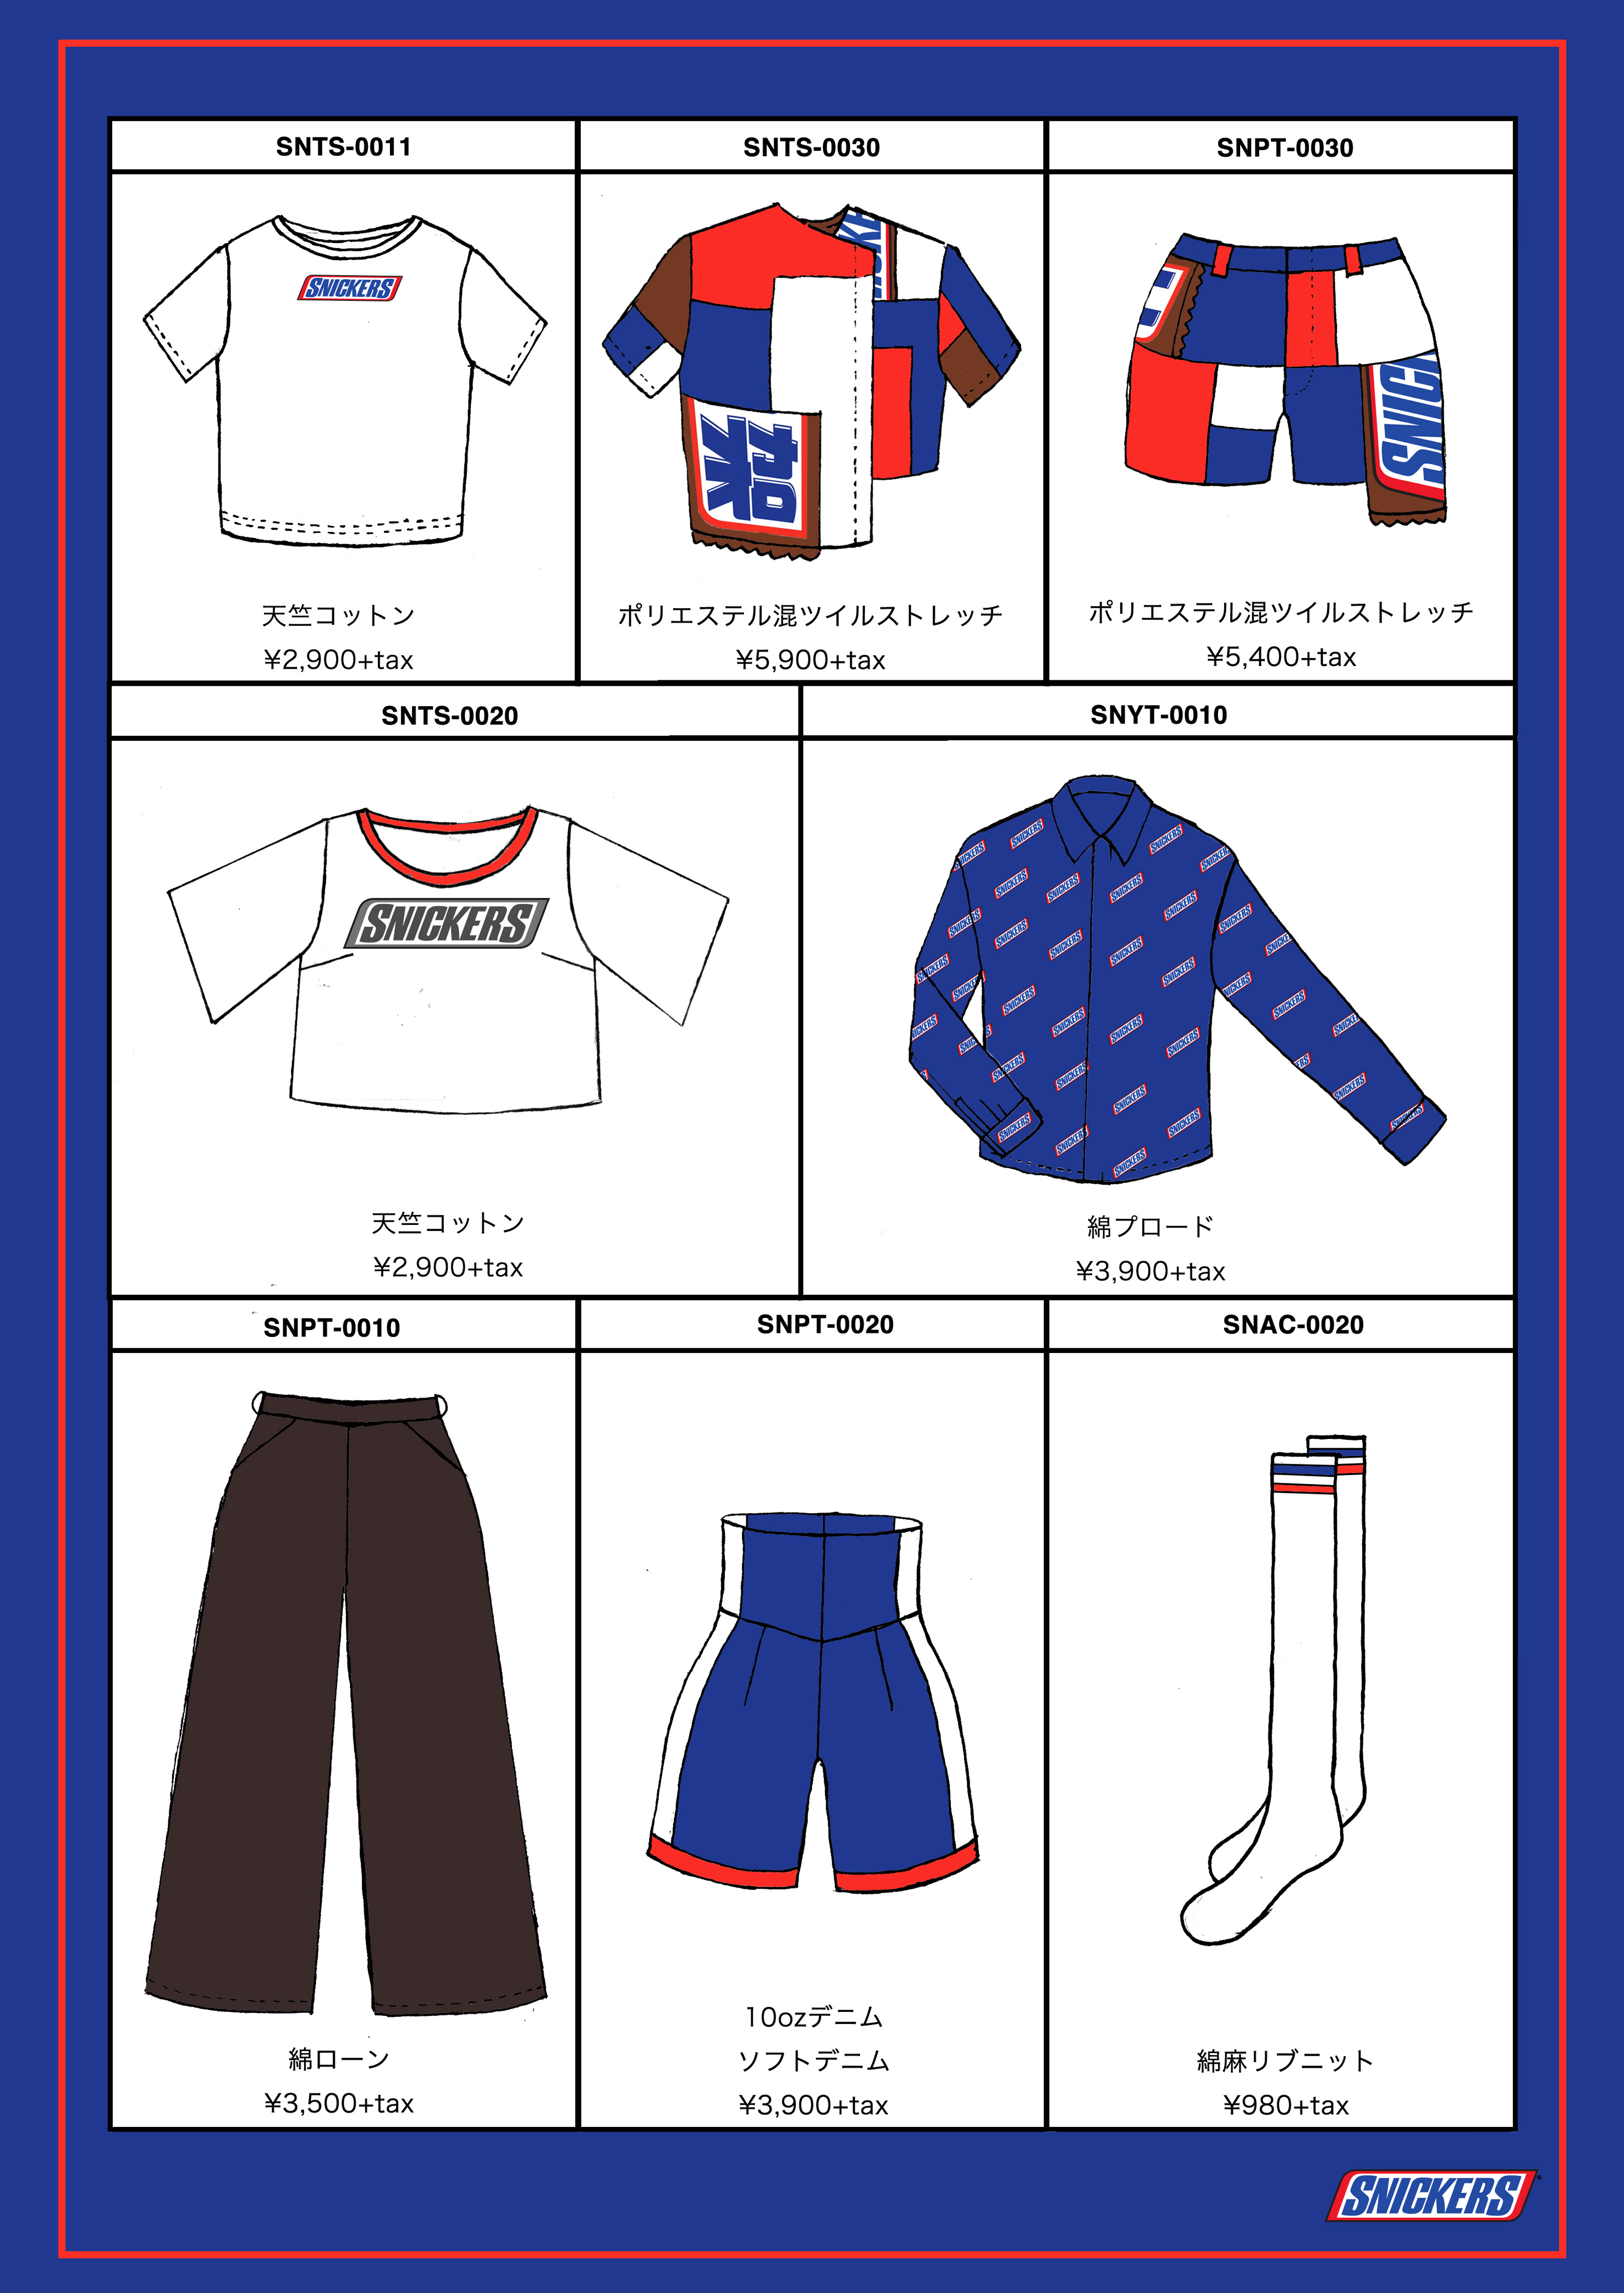 SNTS-0011
SNICKERS
天竺コットン
¥2,900+tax
SNTS-0030
ポリエステル混ツイルストレッチ
¥5,900+tax
SNPT-0030
SNIC
ポリエステル混ツイルストレッチ
¥5,400+tax
SNTS-0020
SNICKERS
天竺コットン
¥2,900+tax
SNYT-0010
SNICKERS
綿ブロード
¥3,900+tax
SNPT-0010
綿ローン
¥3,500+tax
SNPT-0020
10ozデニム
ソフトデニム
¥3,900+tax
SNAC-0020
綿麻リブニット
¥980+tax
SNICKERS